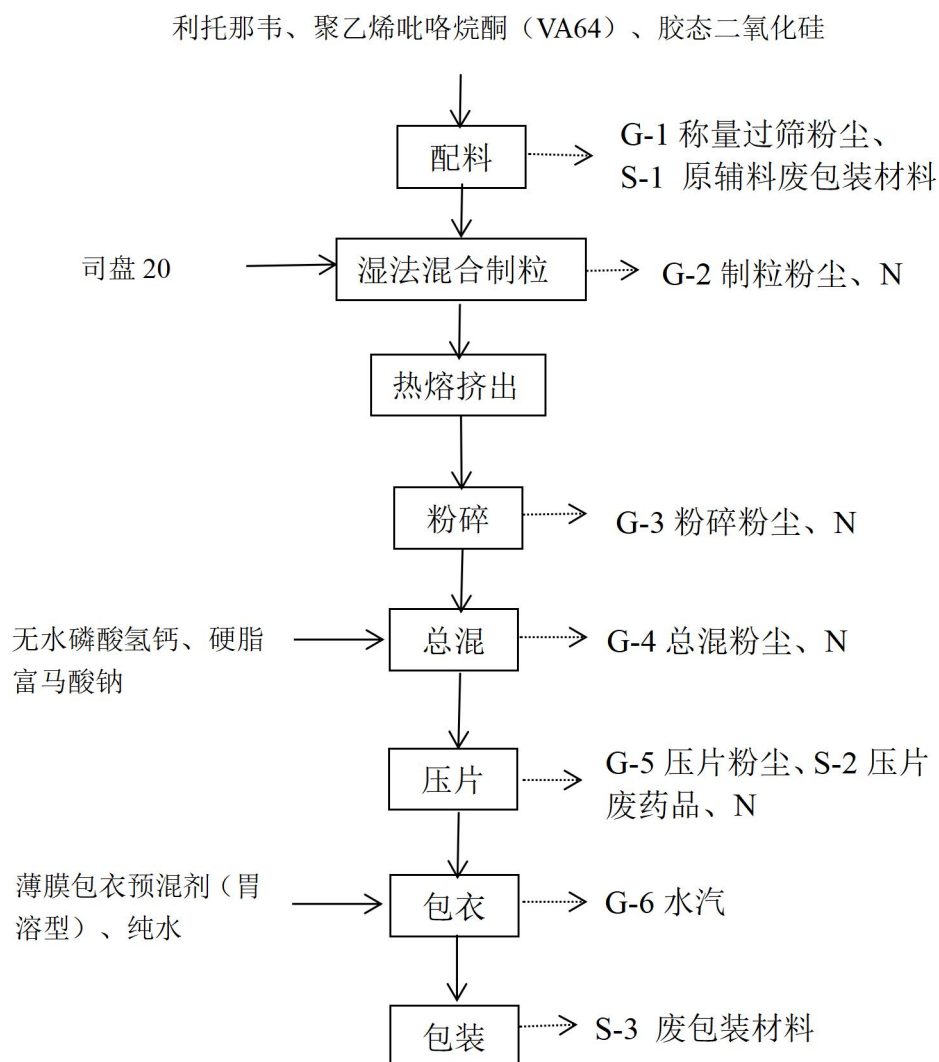 利托那韦、聚乙烯吡咯烷酮（VA64）、胶态二氧化硅
配料
G-1 称量过筛粉尘、
S-1 原辅料废包装材料
司盘 20
湿法混合制粒
G-2 制粒粉尘、N
热熔挤出
粉碎
G-3 粉碎粉尘、N
无水磷酸氢钙、硬脂
富马酸钠
总混
G-4 总混粉尘、N
压片
G-5 压片粉尘、S-2 压片
废药品、N
薄膜包衣预混剂（胃
溶型）、纯水
包衣
G-6 水汽
包装
S-3 废包装材料